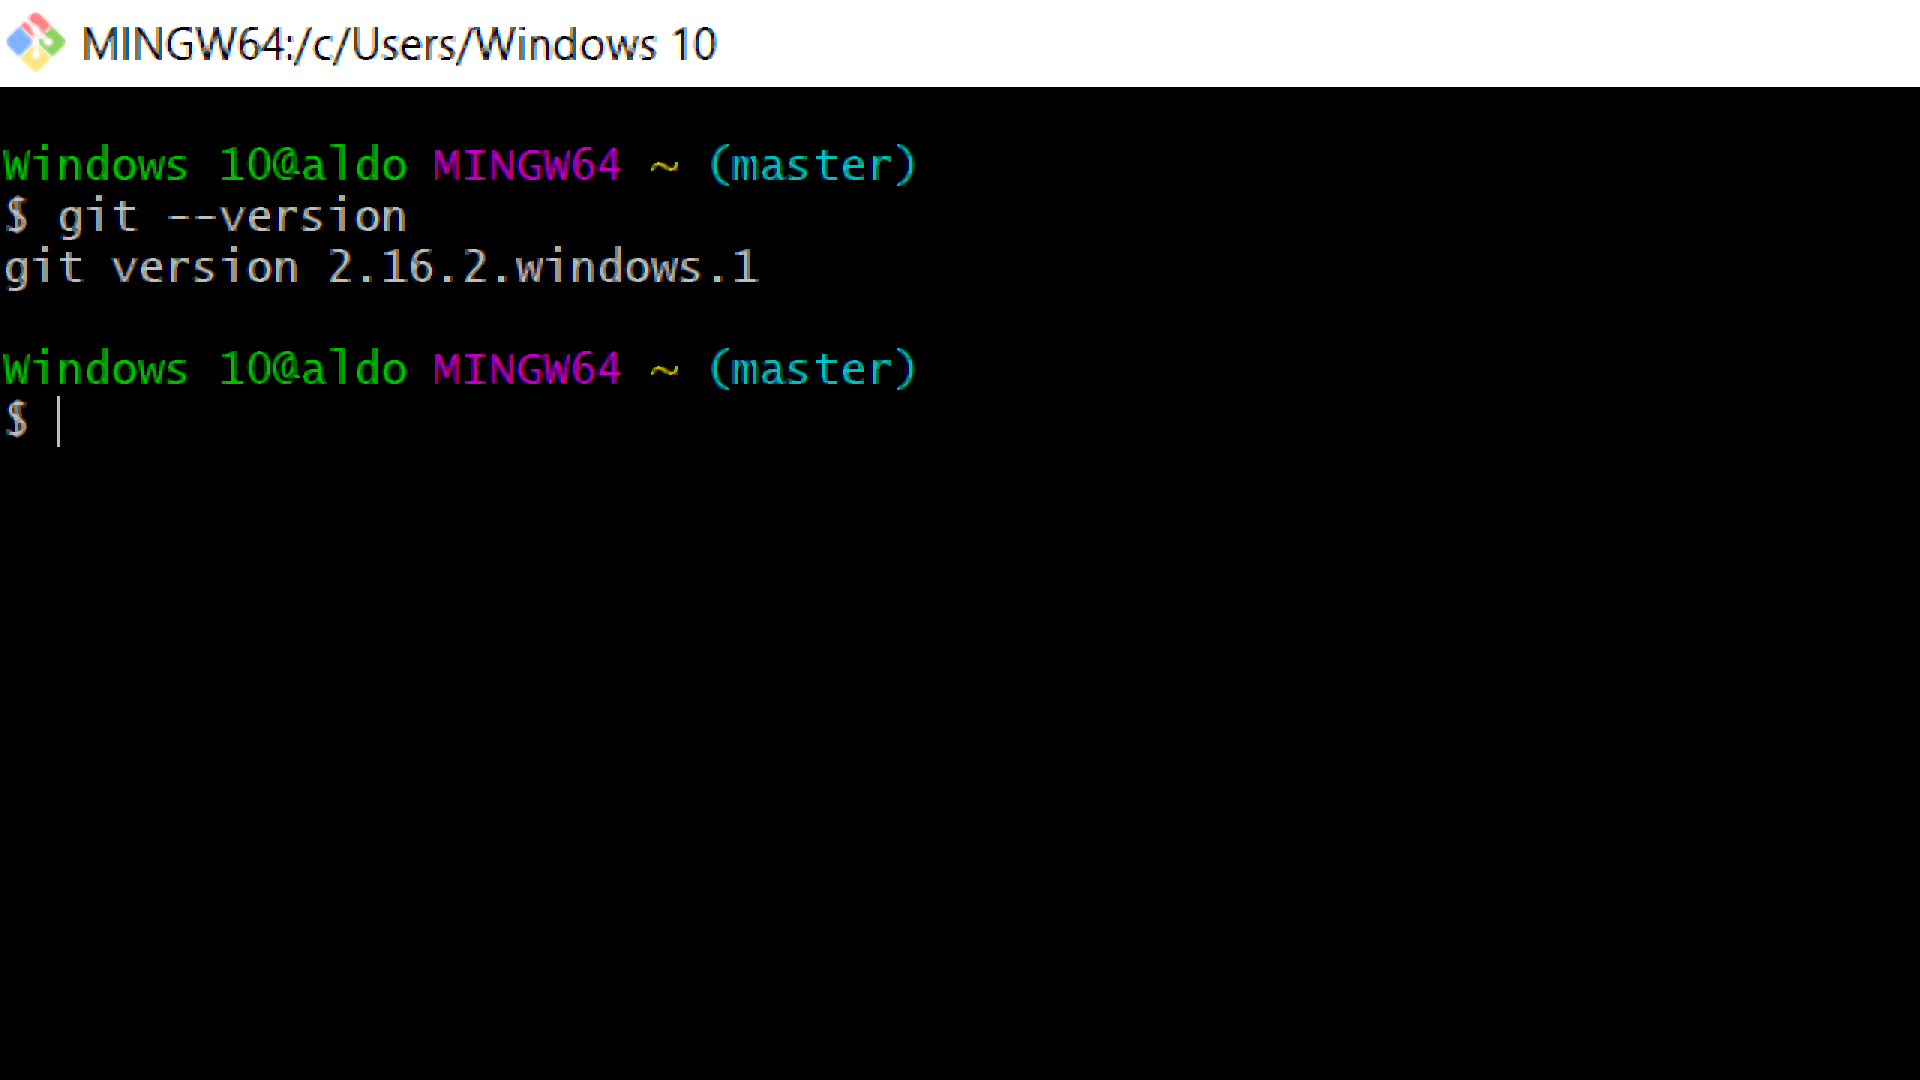 MINGW64:/c/Users/Windows 10
Windows 10@aldo MINGW64 ~ (master)
$ git --version
git version 2.16.2.windows.1
Windows 10@aldo MINGW64 ~ (master)
$